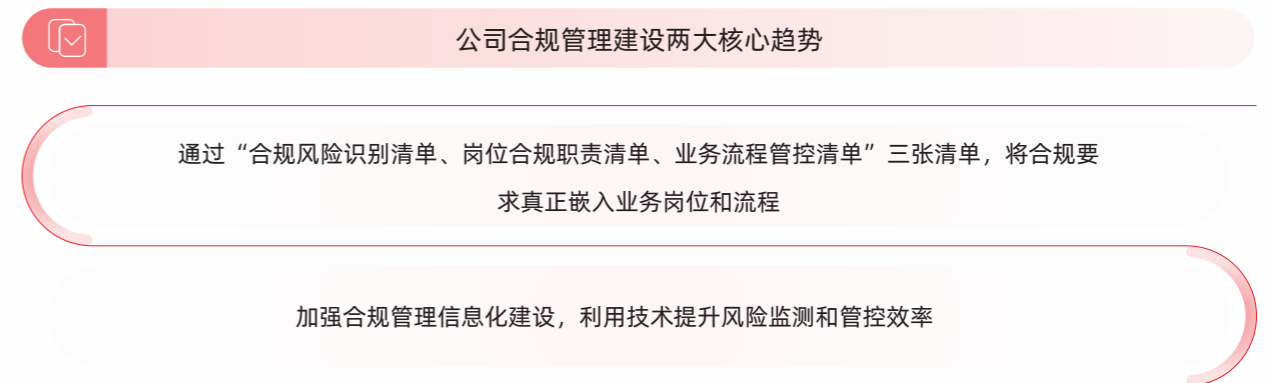 公司合规管理建设两大核心趋势
通过“合规风险识别清单、岗位合规职责清单、业务流程管控清单”三张清单，将合规要
求真正嵌入业务岗位和流程
加强合规管理信息化建设，利用技术提升风险监测和管控效率